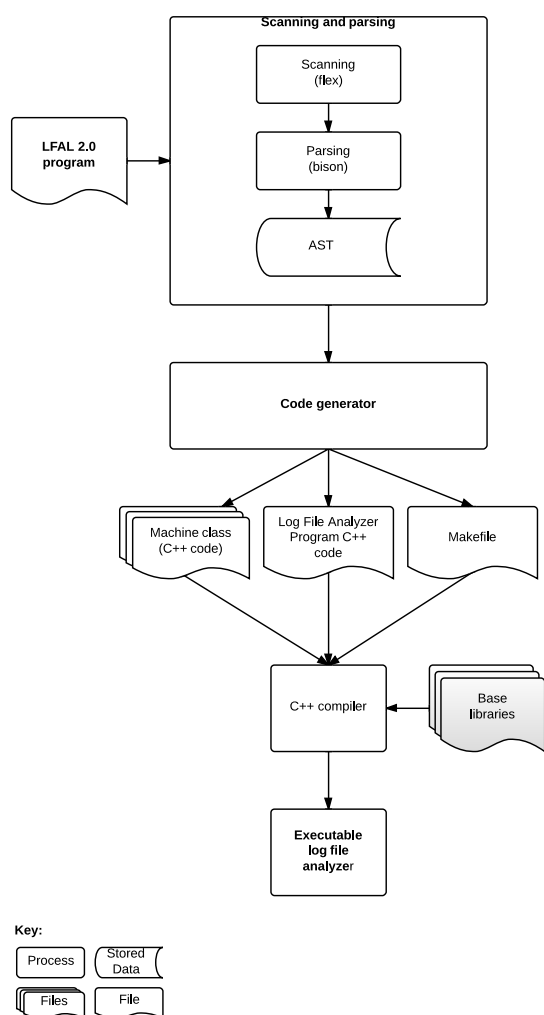 Scanning and parsing
Scanning
(flex)
LFAL 2.0
program
Parsing
(bison)
AST
Code generator
Machine class
(C++ code)
Log File Analyzer
Program C++
code
Makefile
C++ compiler
Base
libraries
Executable
log file
analyzer
Key:
Process
Stored
Data
Files
File